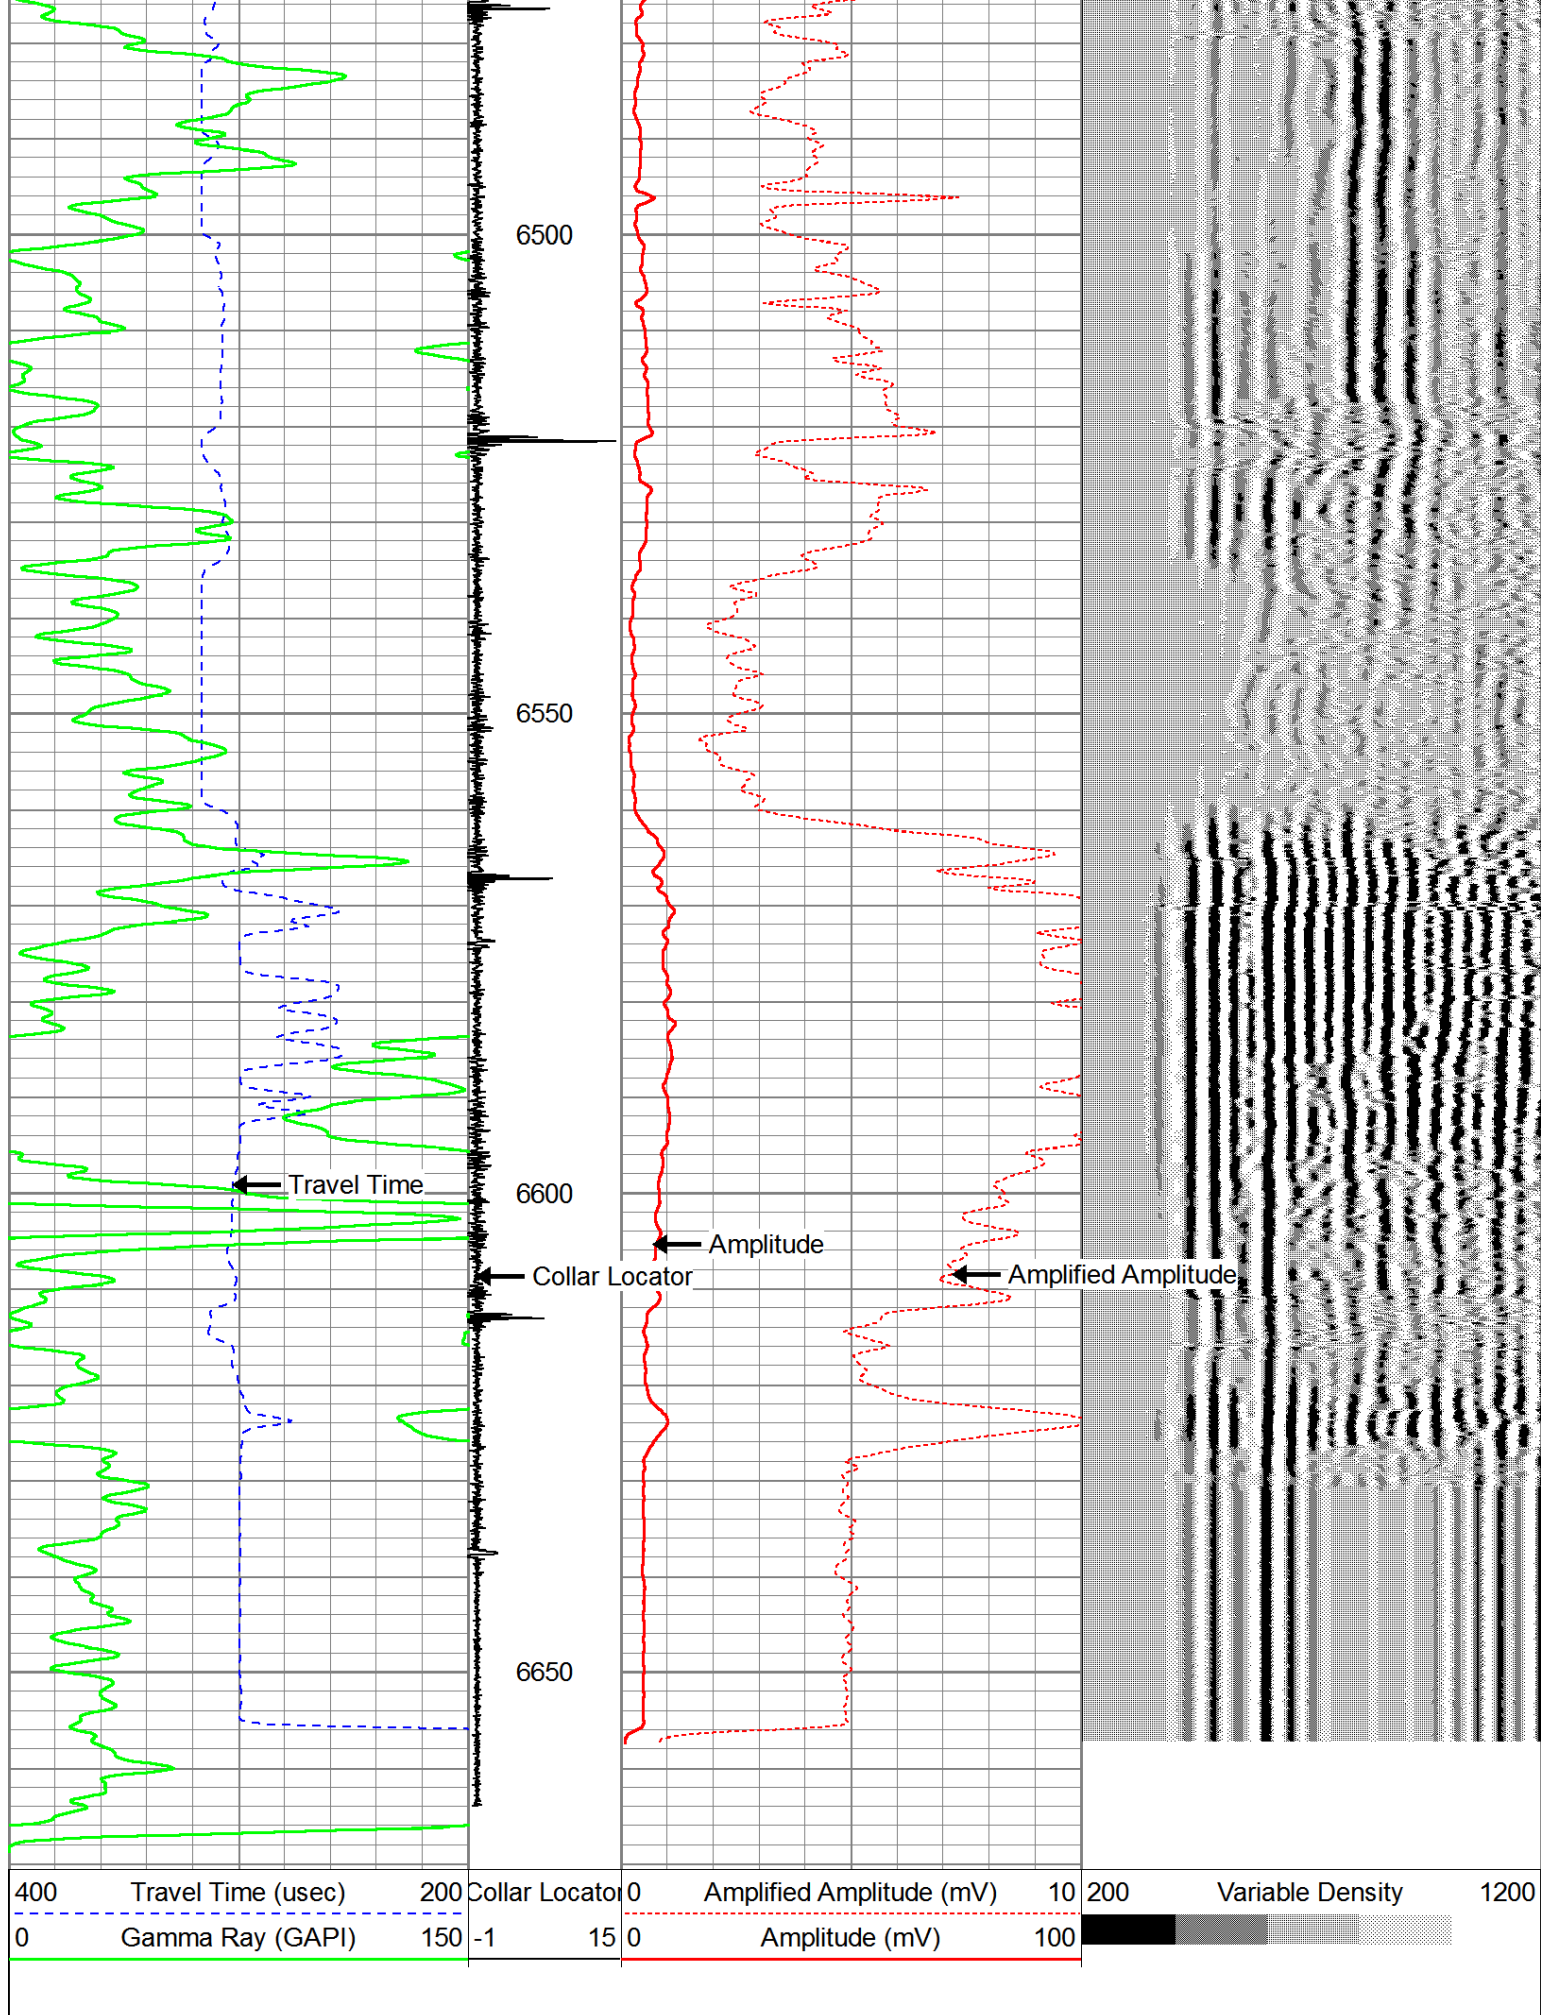 6500
6550
Travel Time
6600
Amplitude
Collar Locator
Amplified Amplitude
6650
400 Travel Time (usec) 200 Collar Locator 0 Amplified Amplitude (mV) 10 200 Variable Density 1200
0 Gamma Ray (GAPI) 150 -1 15 0 Amplitude (mV) 100